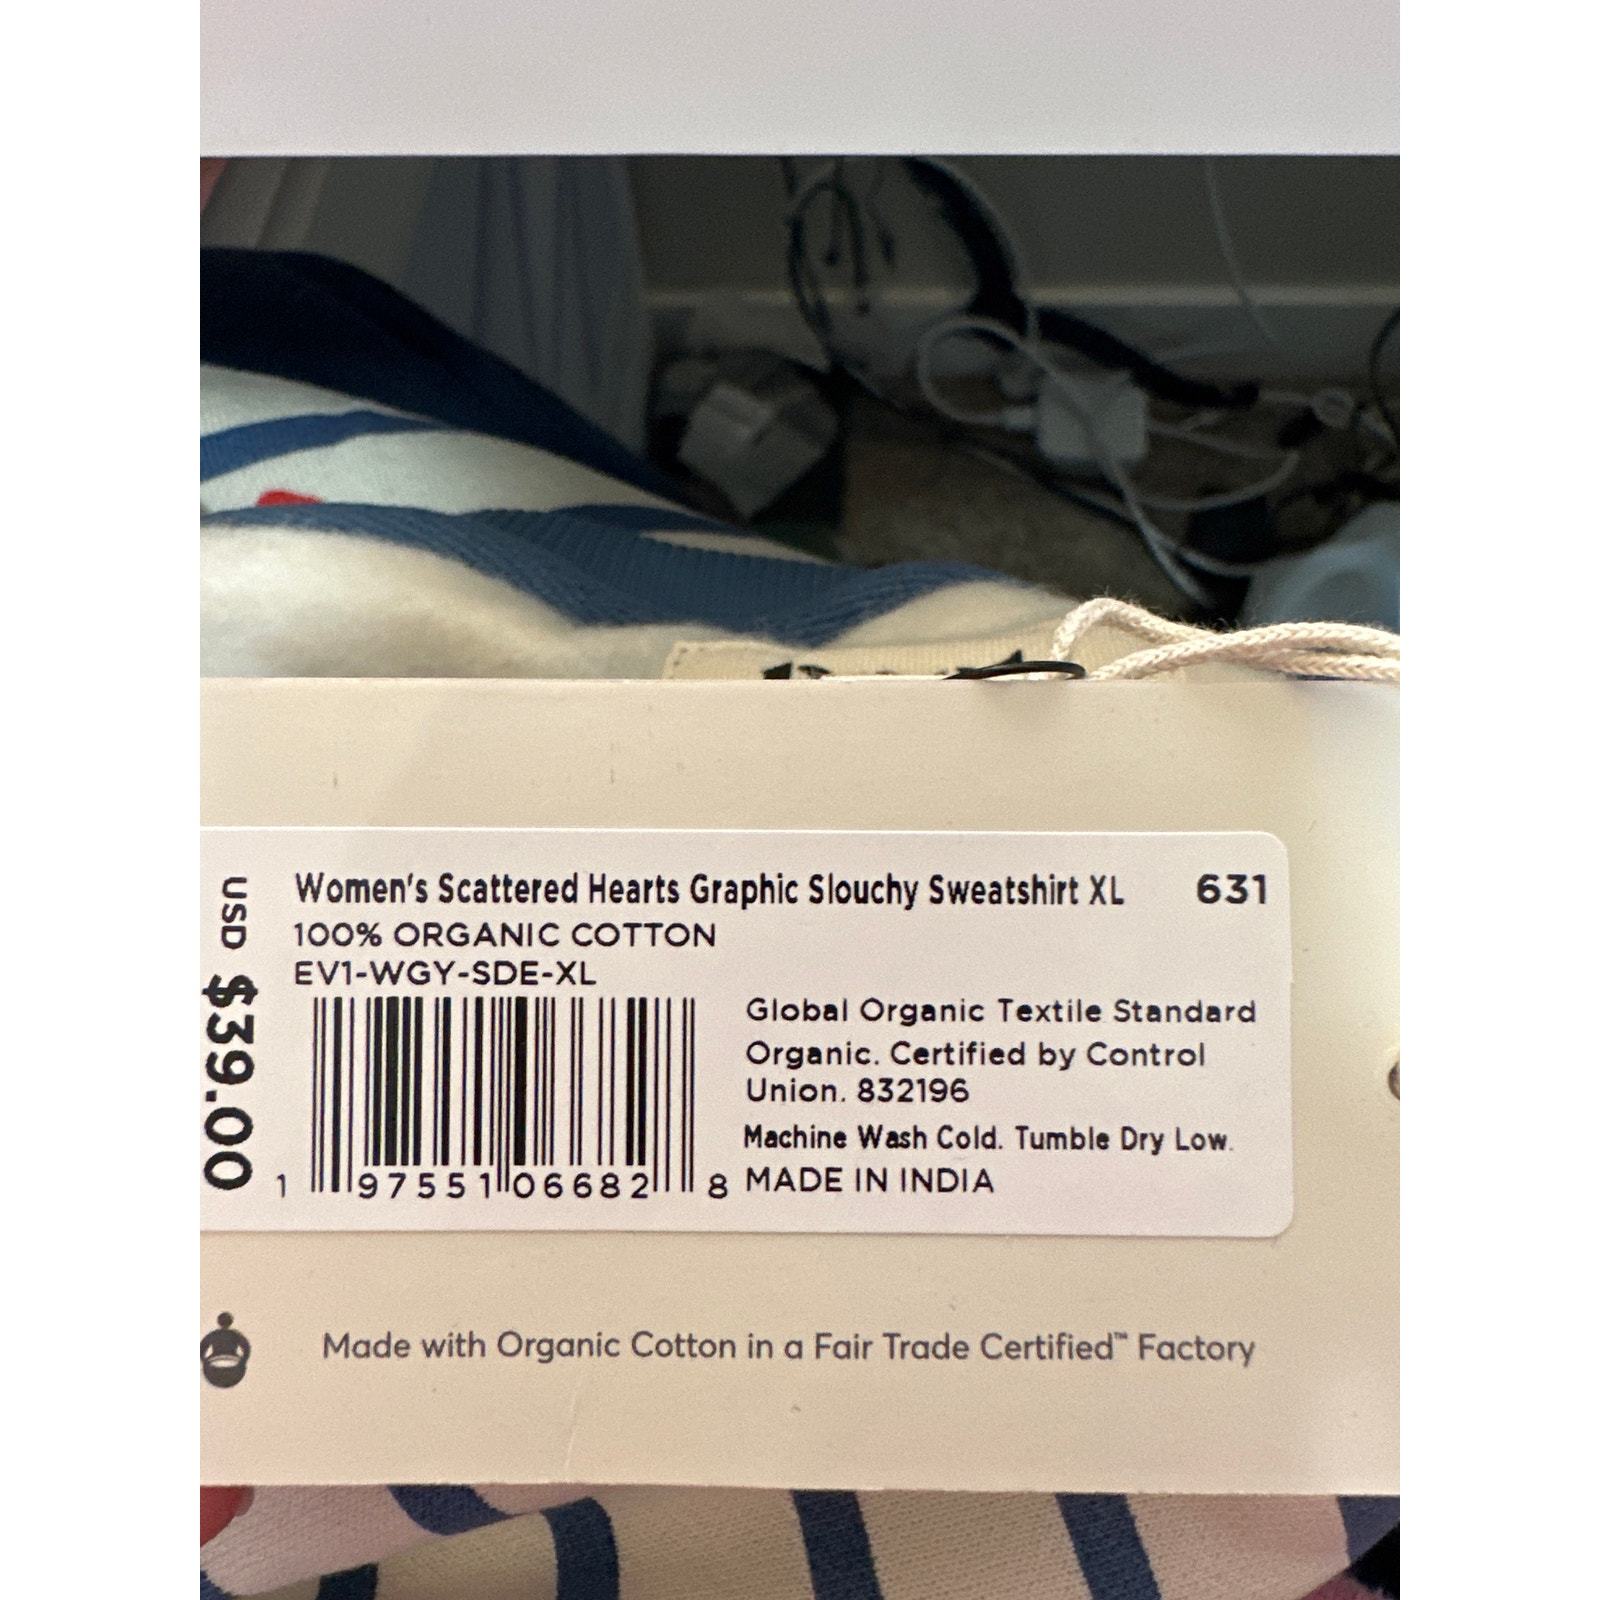 Women's Scattered Hearts Graphic Slouchy Sweatshirt XL 631
100% ORGANIC COTTON
EV1-WGY-SDE-XL
USD $39.00
1 97551 06682 8
Global Organic Textile Standard
Organic. Certified by Control
Union. 832196
Machine Wash Cold. Tumble Dry Low.
MADE IN INDIA
Made with Organic Cotton in a Fair Trade Certified™ Factory